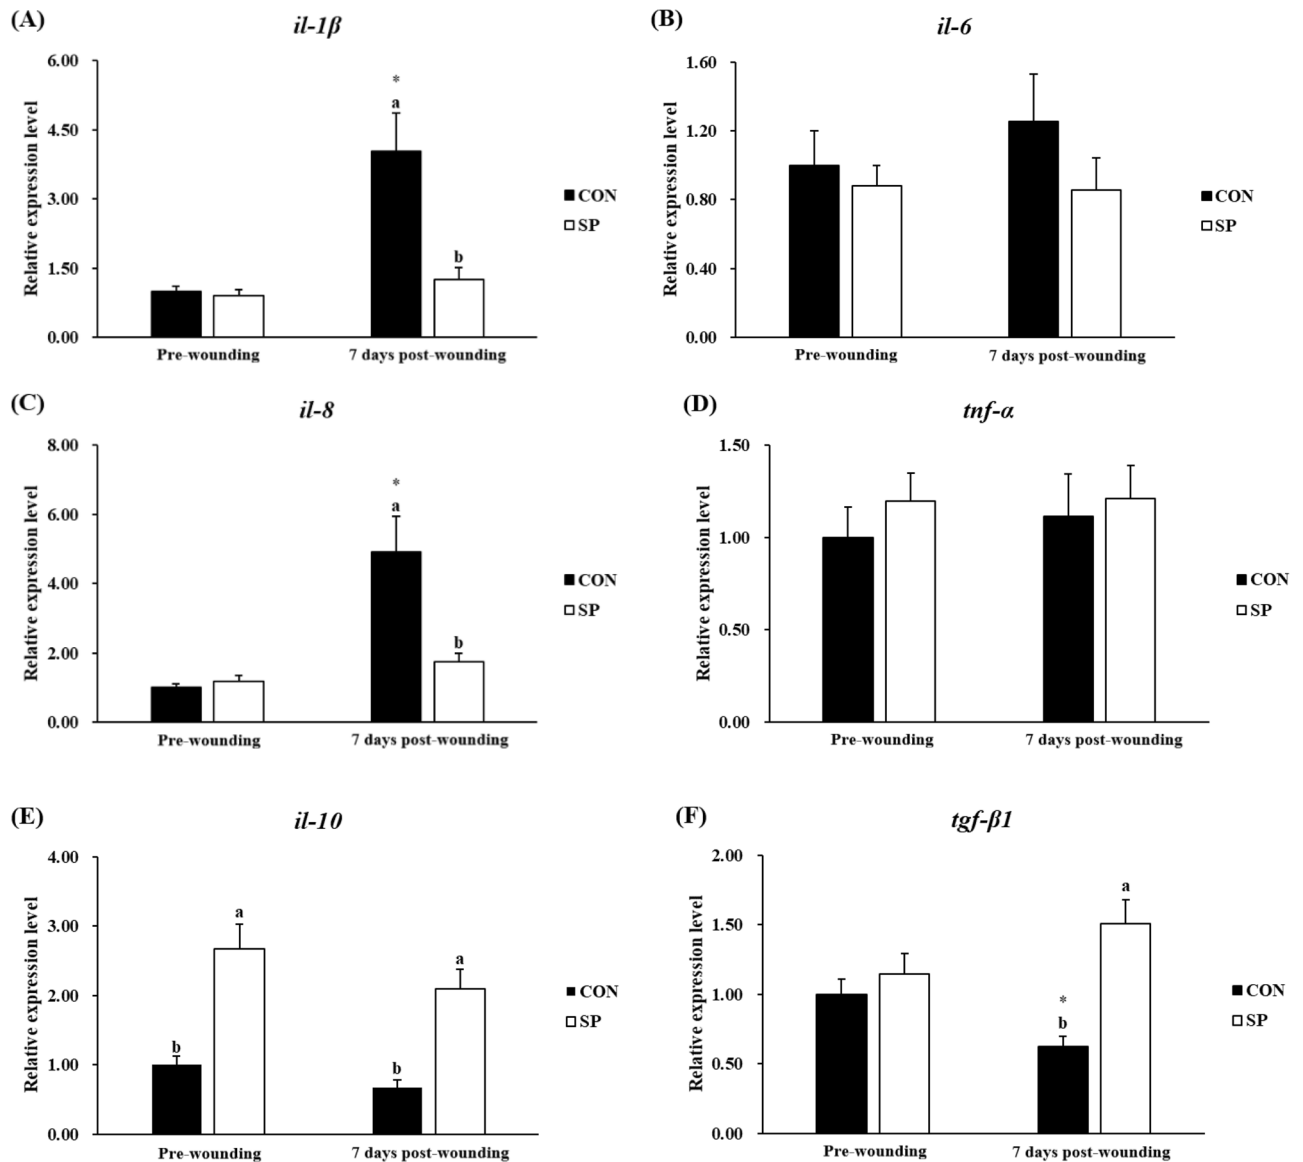 (A)
il-1β
6.00
4.50
3.00
1.50
0.00
Relative expression level
*
a
b
Pre-wounding
7 days post-wounding
CON
SP
(B)
il-6
1.60
1.20
0.80
0.40
0.00
Relative expression level
Pre-wounding
7 days post-wounding
CON
SP
(C)
il-8
8.00
6.00
4.00
2.00
0.00
Relative expression level
*
a
b
Pre-wounding
7 days post-wounding
CON
SP
(D)
tnf-α
1.50
1.00
0.50
0.00
Relative expression level
Pre-wounding
7 days post-wounding
CON
SP
(E)
il-10
4.00
3.00
2.00
1.00
0.00
Relative expression level
b
a
b
a
Pre-wounding
7 days post-wounding
CON
SP
(F)
tgf-β1
2.00
1.50
1.00
0.50
0.00
Relative expression level
*
b
a
Pre-wounding
7 days post-wounding
CON
SP